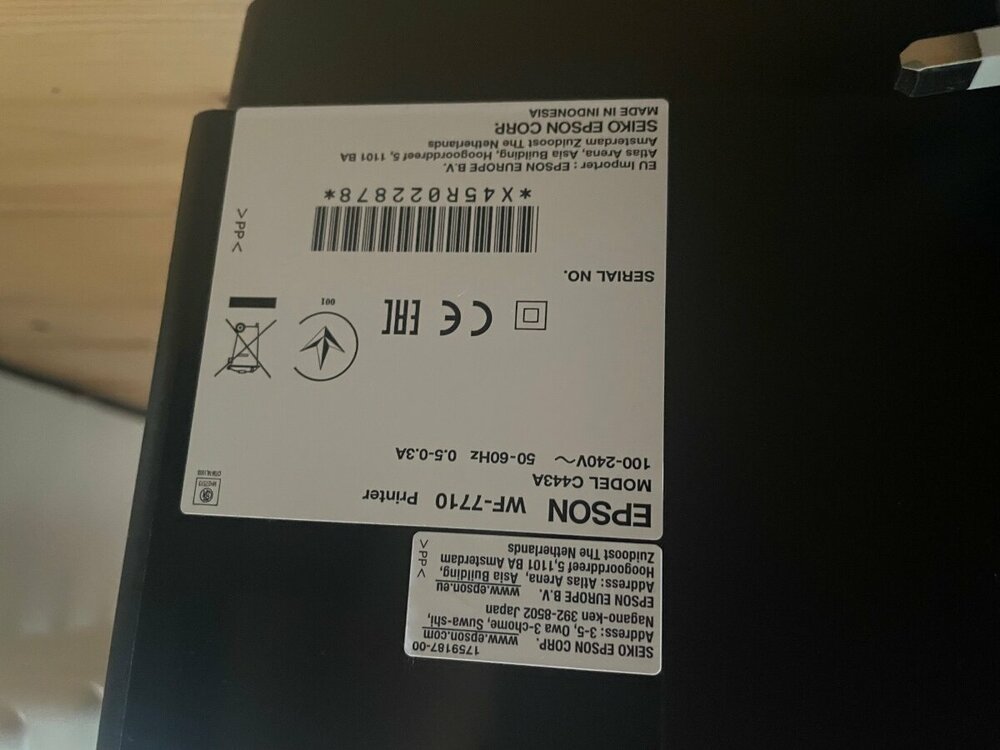 SEIKO EPSON CORP. 1759187-00
Address: 3-5, Owa 3-chome, Suwa-shi, www.epson.com
Nagano-ken 392-8502 Japan
EPSON EUROPE B.V. www.epson.eu
Address: Atlas Arena, Asia Building,
Hoogoorddreef 5,1101 BA Amsterdam
Zuidoost The Netherlands
>PP<
EPSON WF-7710 Printer
MODEL C443A
100-240V~ 50-60Hz 0.5-0.3A
CE EAC
001
SERIAL NO.
*X45R022878*
>PP<
EU Importer : EPSON EUROPE B.V.
Atlas Arena, Asia Building, Hoogoorddreef 5, 1101 BA
Amsterdam Zuidoost The Netherlands
SEIKO EPSON CORP.
MADE IN INDONESIA